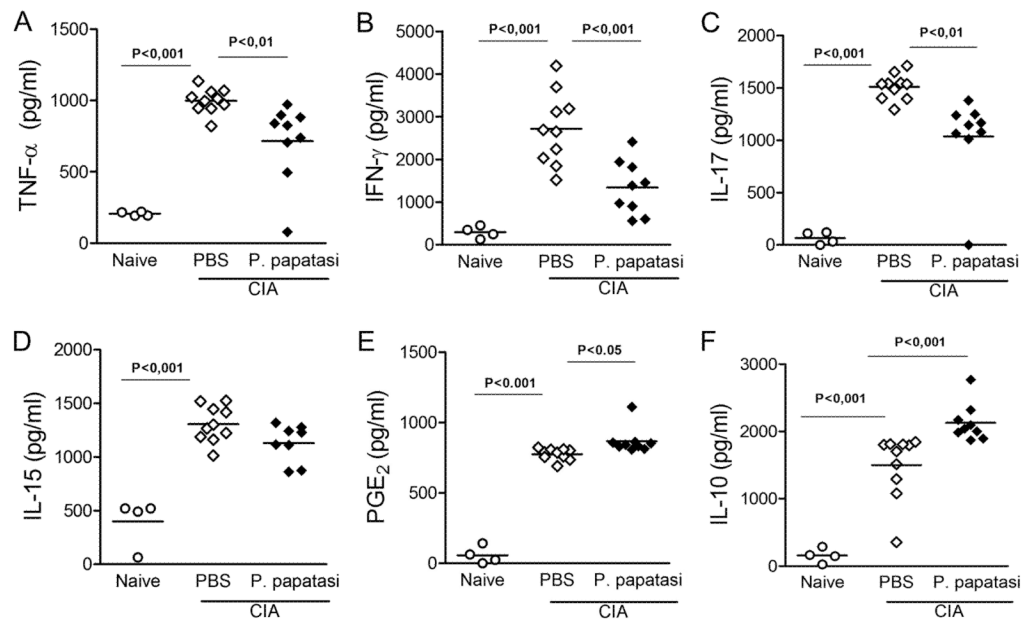 A
TNF-α (pg/ml)
1500
1000
500
0
P<0,001
P<0,01
Naive
PBS
P. papatasi
CIA
B
IFN-γ (pg/ml)
5000
4000
3000
2000
1000
0
P<0,001
P<0,001
Naive
PBS
P. papatasi
CIA
C
IL-17 (pg/ml)
2000
1500
1000
500
0
P<0,001
P<0,01
Naive
PBS
P. papatasi
CIA
D
IL-15 (pg/ml)
2000
1500
1000
500
0
P<0,001
Naive
PBS
P. papatasi
CIA
E
PGE2 (pg/ml)
1500
1000
500
0
P<0.001
P<0.05
Naive
PBS
P. papatasi
CIA
F
IL-10 (pg/ml)
3000
2000
1000
0
P<0,001
P<0,001
Naive
PBS
P. papatasi
CIA